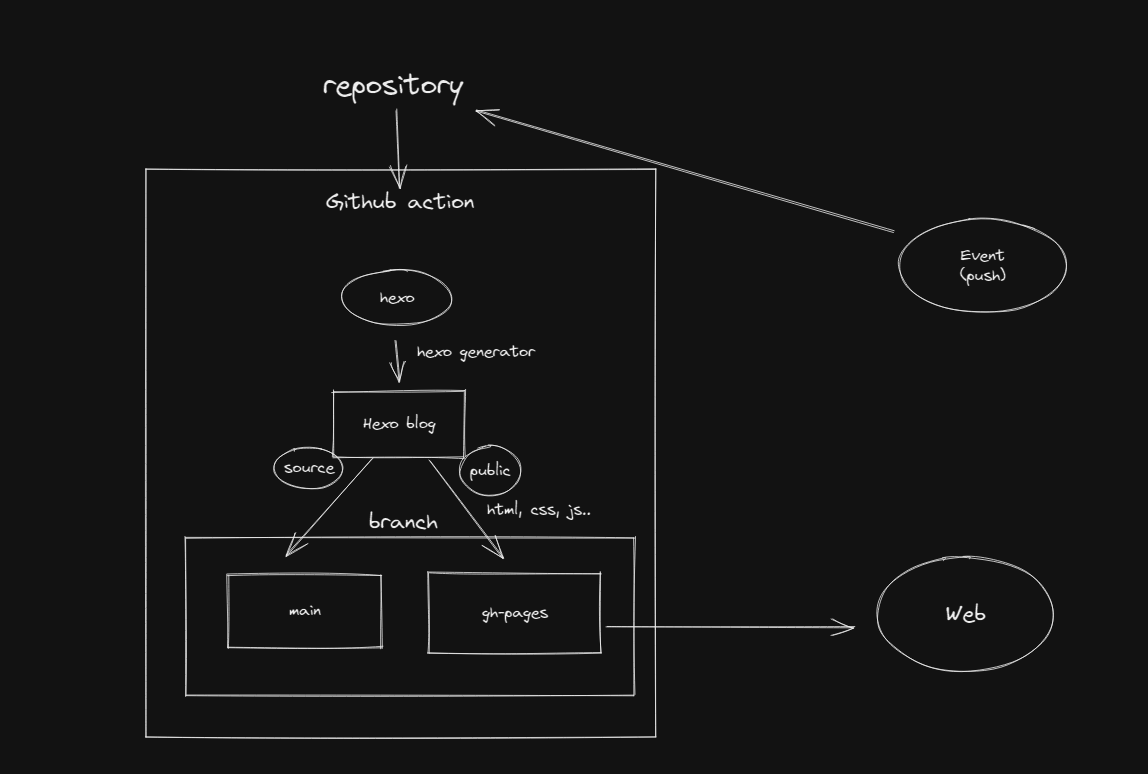 repository
Github action
Event
(push)
hexo
hexo generator
Hexo blog
source
public
html, css, js..
branch
main
gh-pages
Web